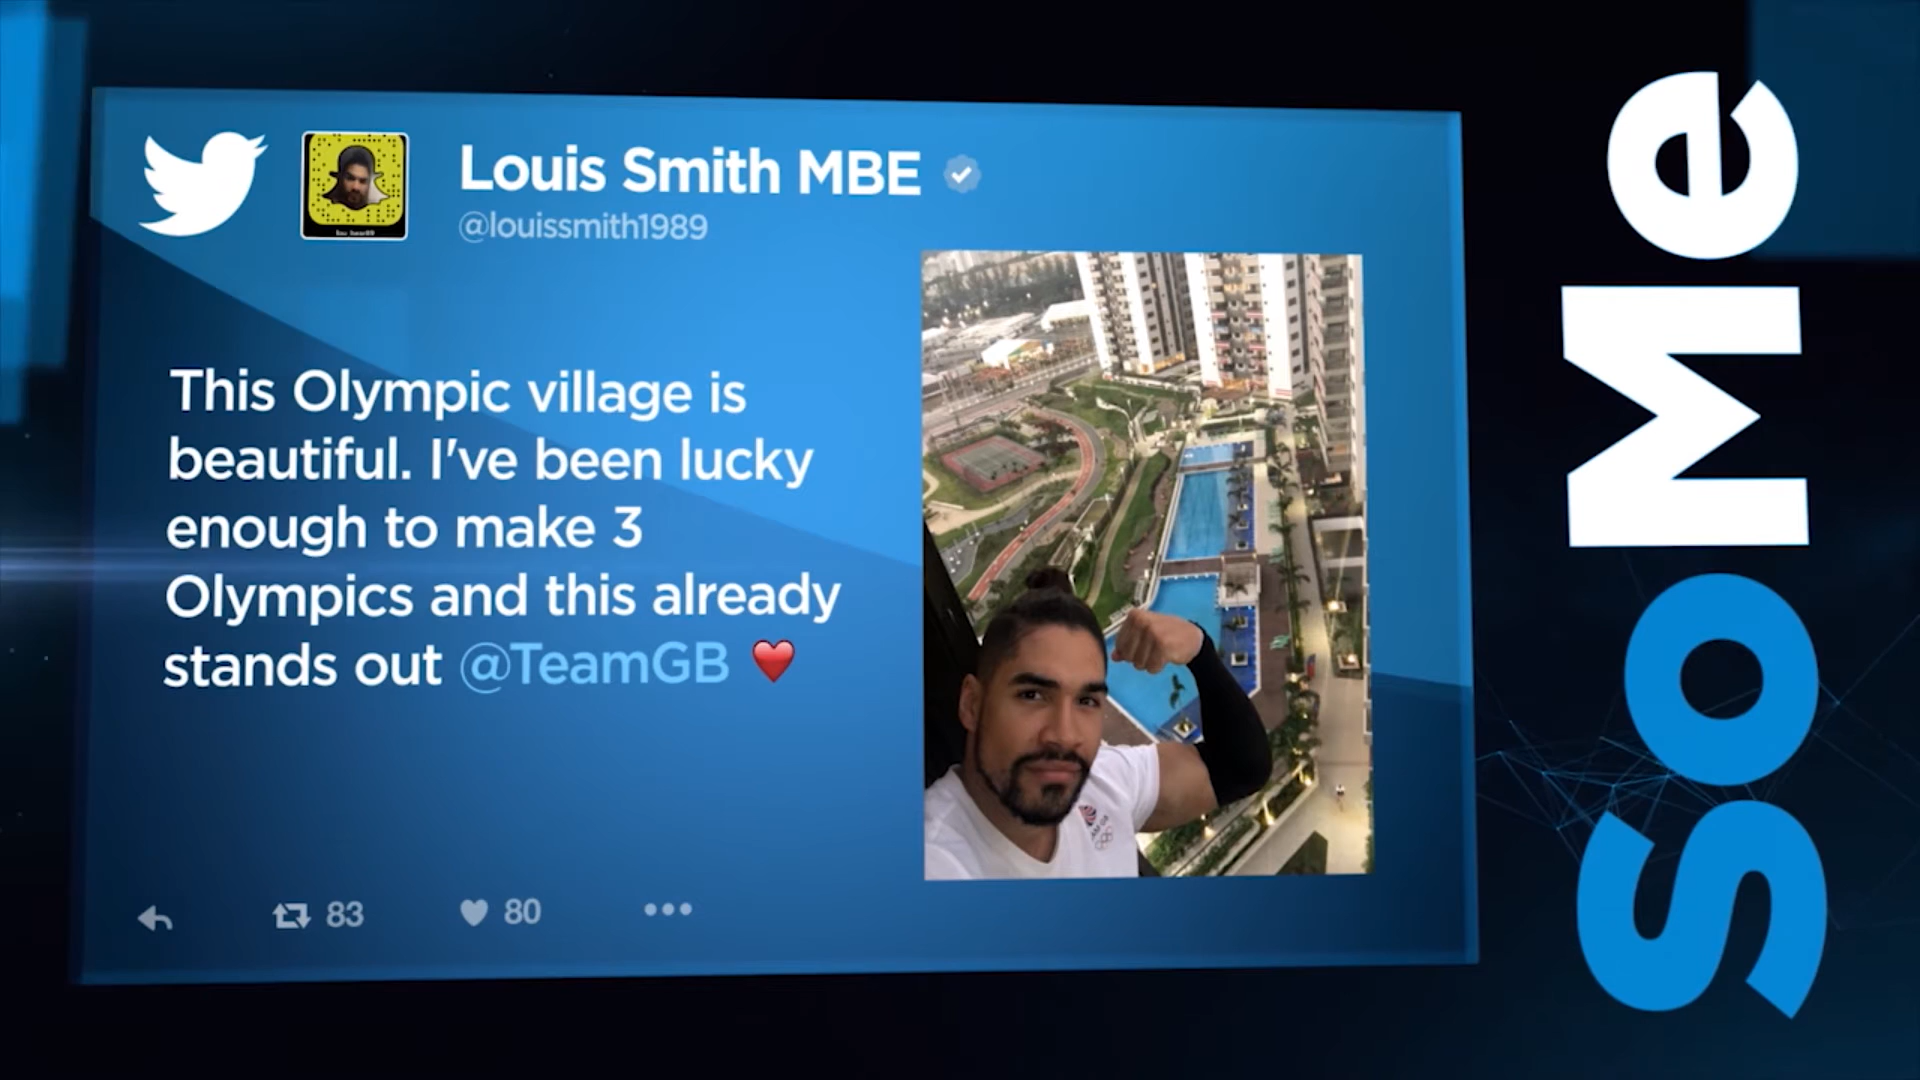 Louis Smith MBE
@louissmith1989
This Olympic village is
beautiful. I've been lucky
enough to make 3
Olympics and this already
stands out @TeamGB ❤️
83
80
SoMe